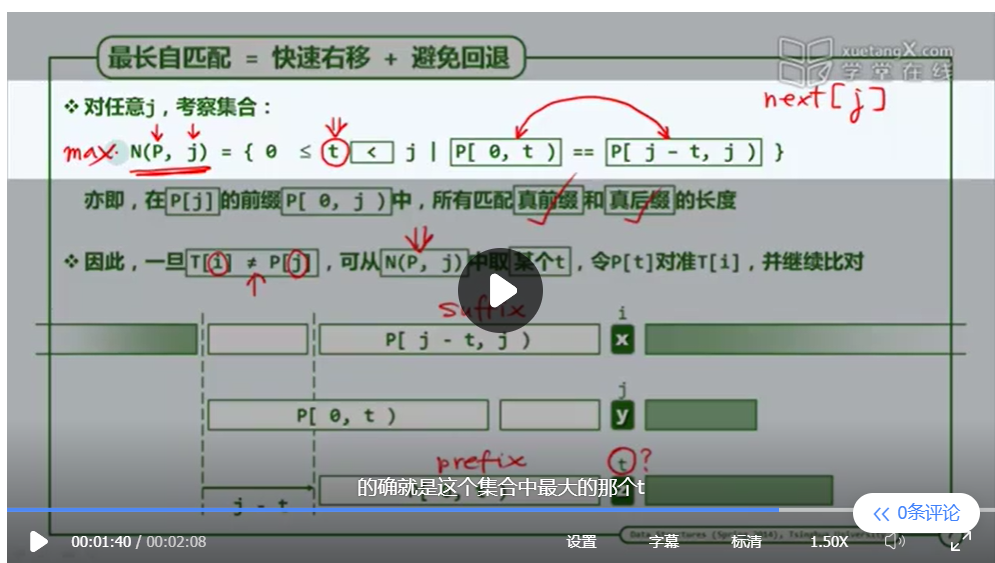 最长自匹配 = 快速右移 + 避免回退
xuetangX.com
学堂在线
❖ 对任意j，考察集合：
next[j]
max N(P, j) = { 0 ≤ t < j | P[ 0, t ) == P[ j - t, j ) }
亦即，在P[j]的前缀P[ 0, j )中，所有匹配真前缀和真后缀的长度
❖ 因此，一旦T[i] ≠ P[j]，可从N(P, j)中取某个t，令P[t]对准T[i]，并继续比对
suffix
i
P[ j - t, j )
x
j
P[ 0, t )
y
prefix
t?
的确就是这个集合中最大的那个t
j - t
0条评论
00:01:40 / 00:02:08
设置
字幕
标清
1.50X